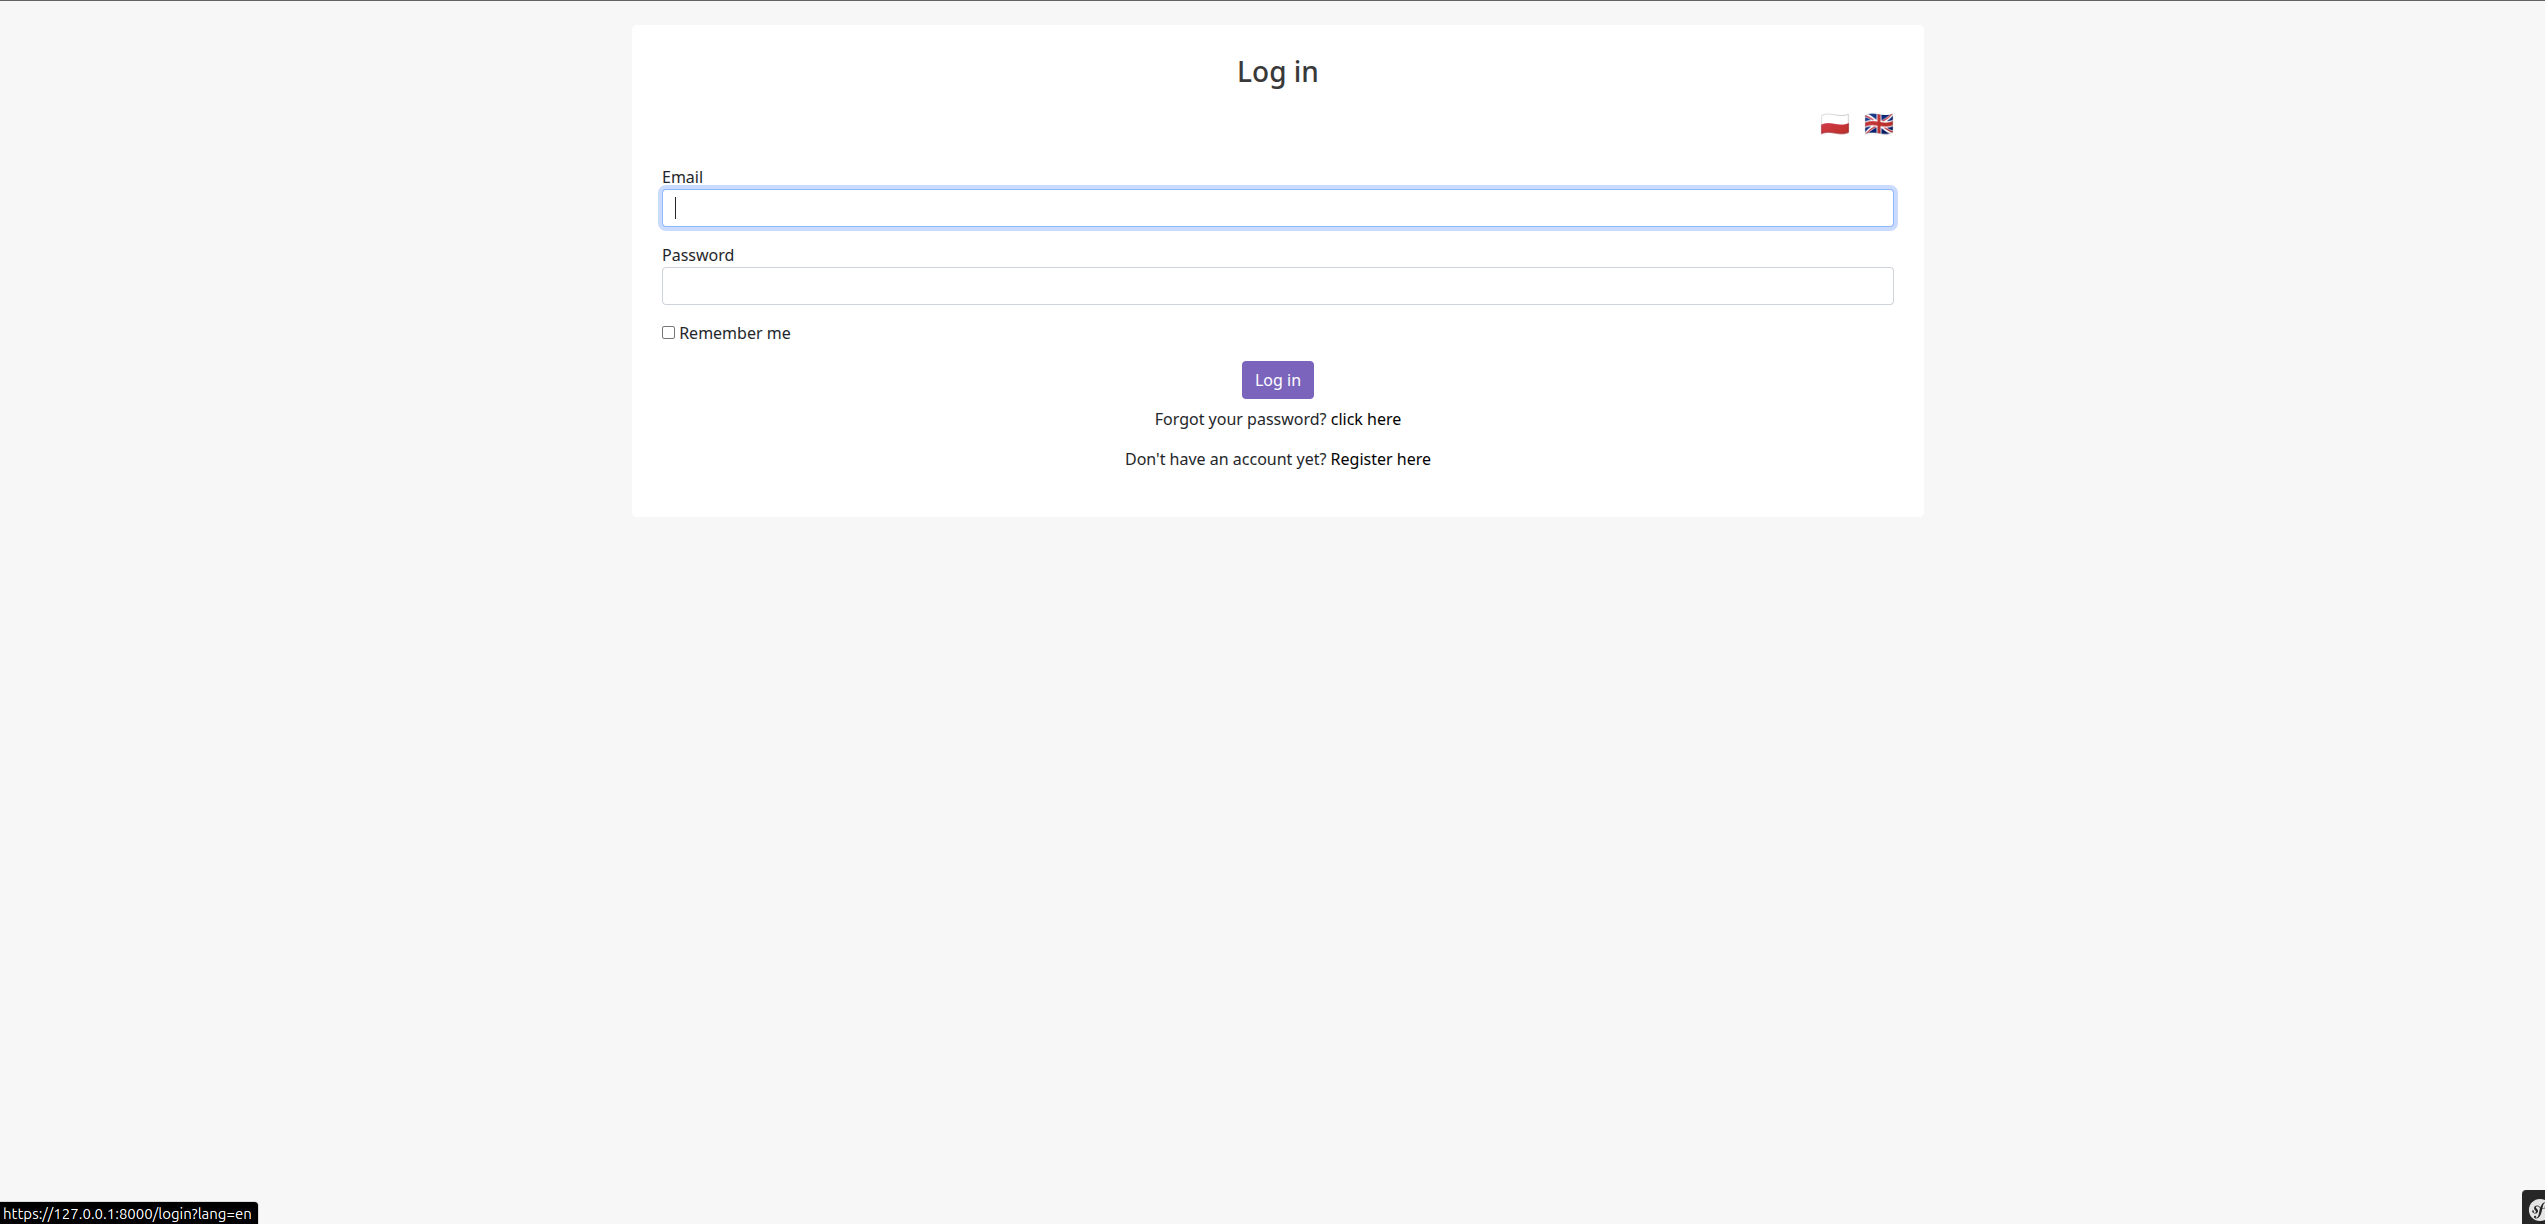 Log in
Email
Password
Remember me
Log in
Forgot your password? click here
Don't have an account yet? Register here
https://127.0.0.1:8000/login?lang=en
sf